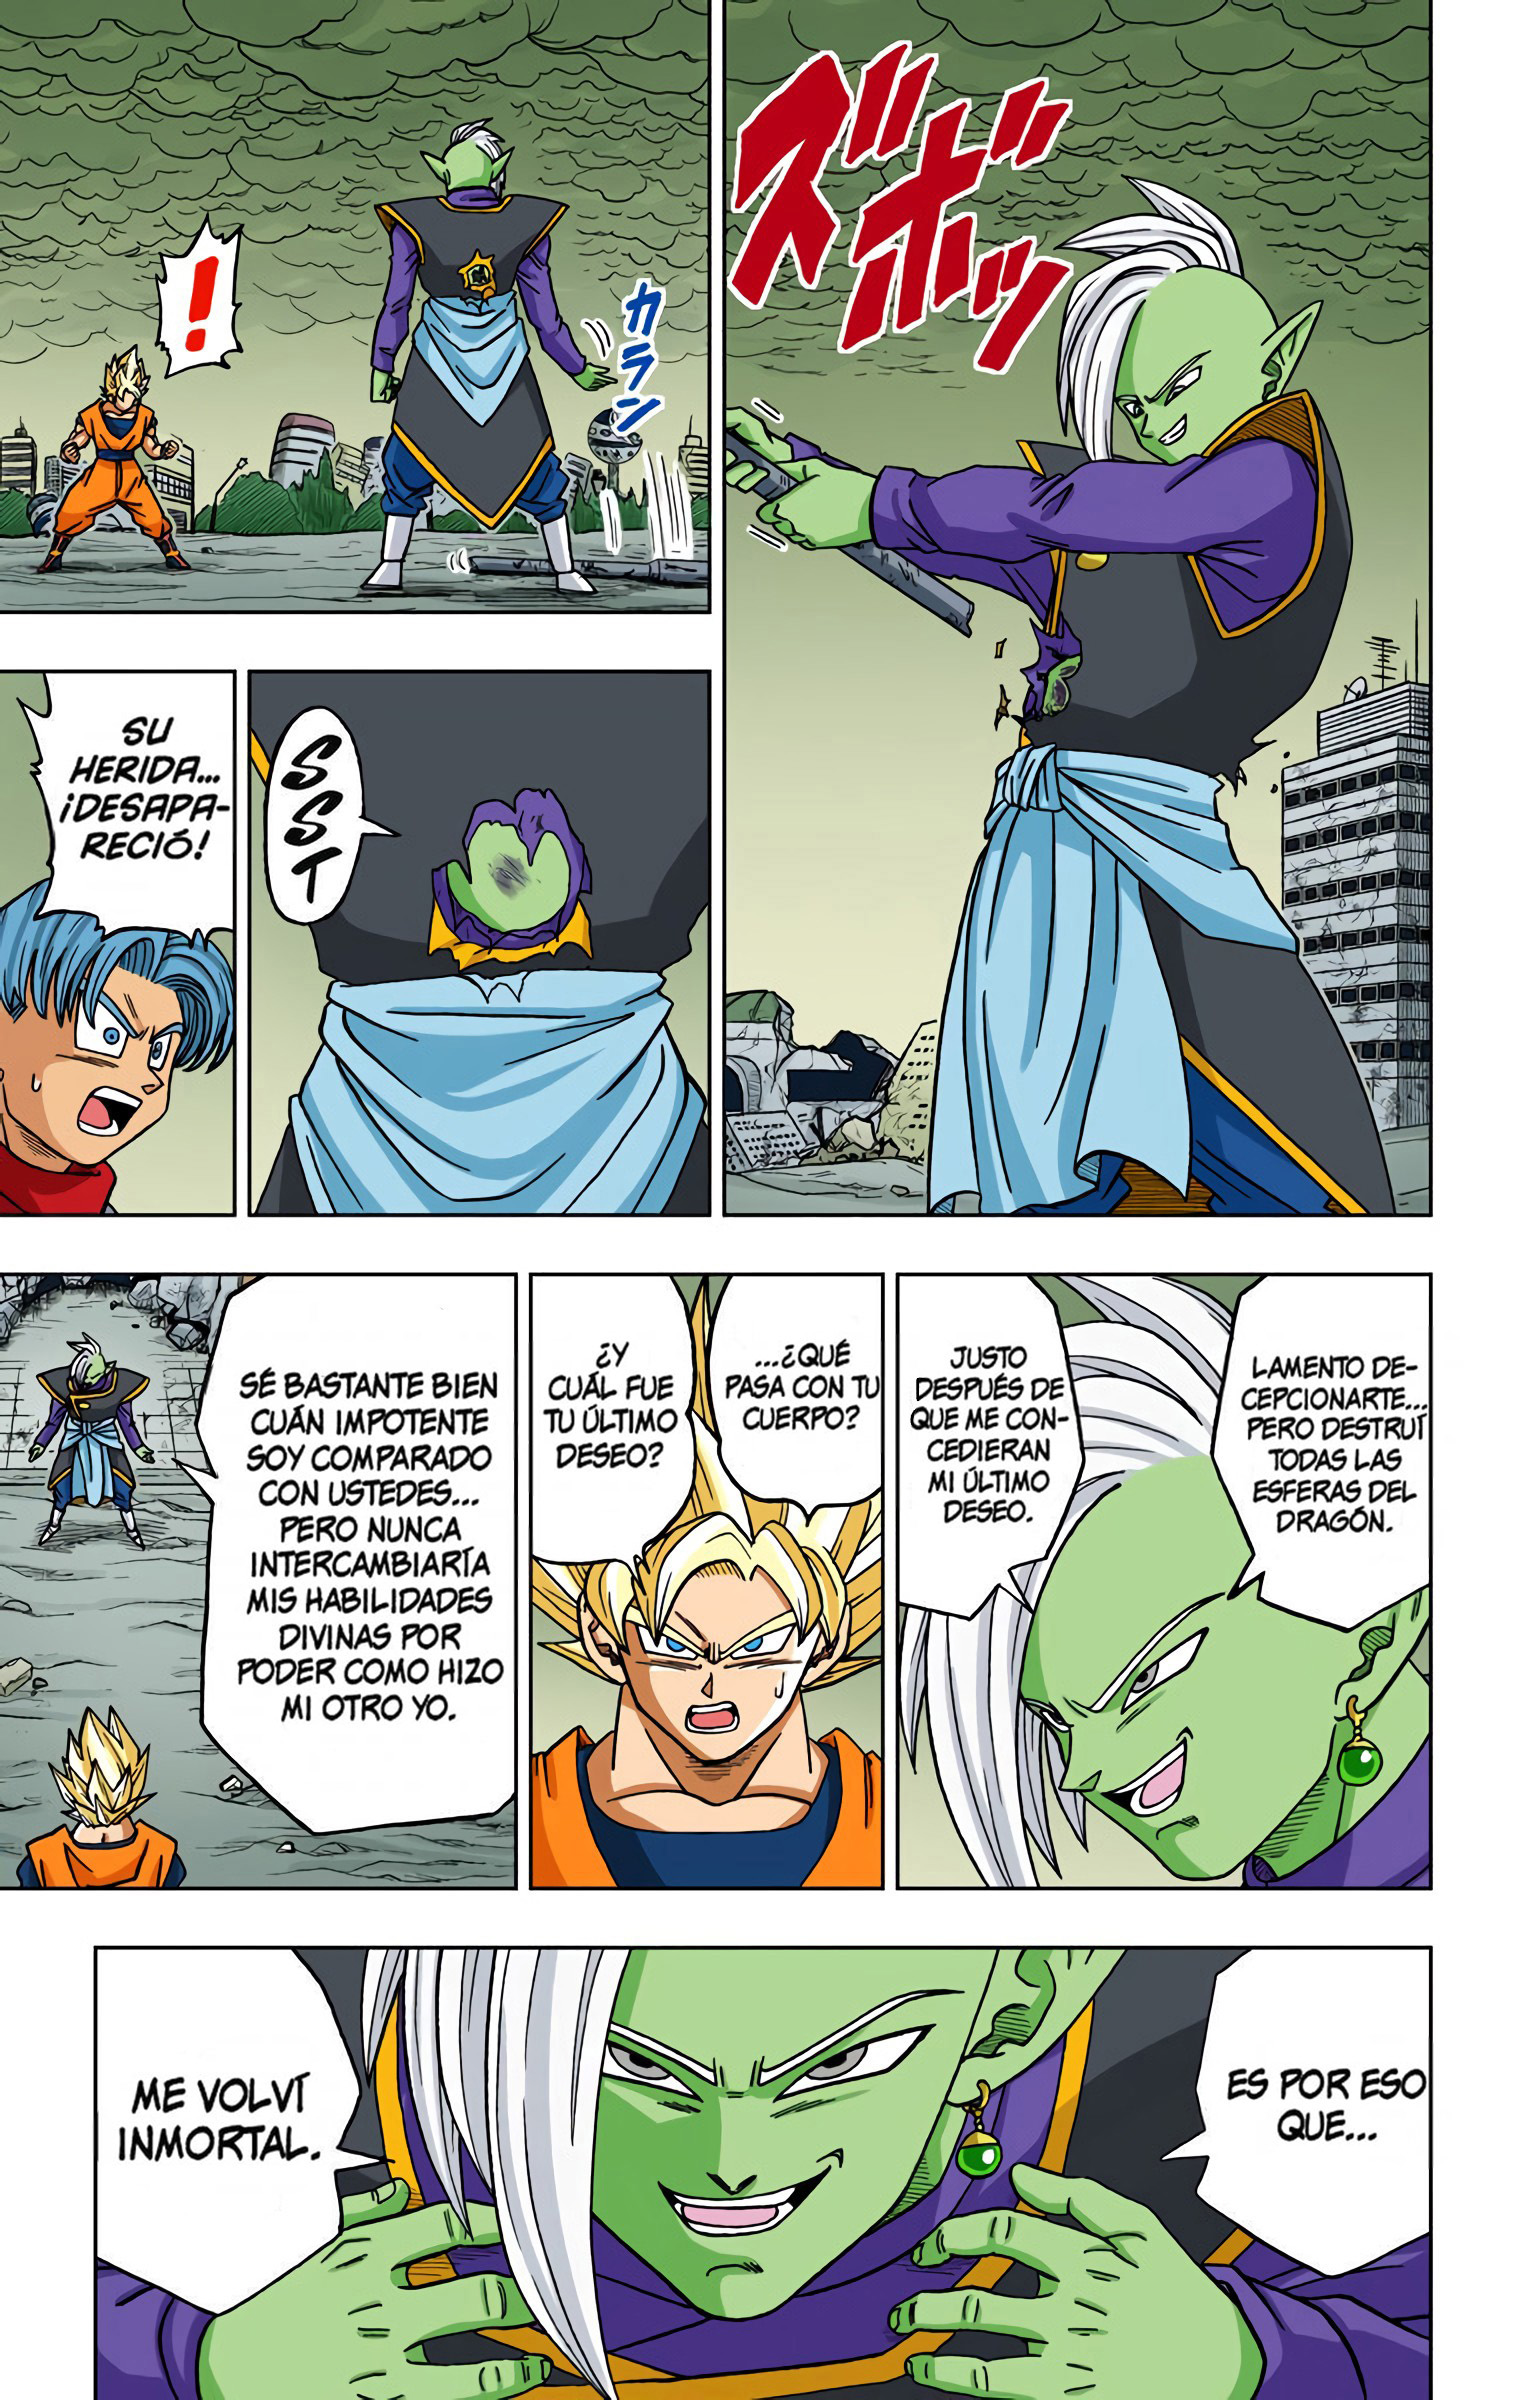 ズボッ
!
カラン
SST
SU
HERIDA...
¡DESAPA-
RECIÓ!
LAMENTO DE-
CEPCIONARTE...
PERO DESTRUÍ
TODAS LAS
ESFERAS DEL
DRAGÓN.
JUSTO
DESPUÉS DE
QUE ME CON-
CEDIERAN
MI ÚLTIMO
DESEO.
...¿QUÉ
PASA CON TU
CUERPO?
¿Y
CUÁL FUE
TU ÚLTIMO
DESEO?
SÉ BASTANTE BIEN
CUÁN IMPOTENTE
SOY COMPARADO
CON USTEDES...
PERO NUNCA
INTERCAMBIARÍA
MIS HABILIDADES
DIVINAS POR
PODER COMO HIZO
MI OTRO YO.
ES POR ESO
QUE...
ME VOLVÍ
INMORTAL.